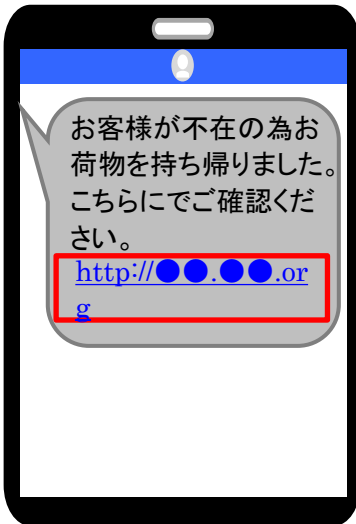 お客様が不在の為お
荷物を持ち帰りました。
こちらにでご確認くだ
さい。
http://●●.●●.or
g